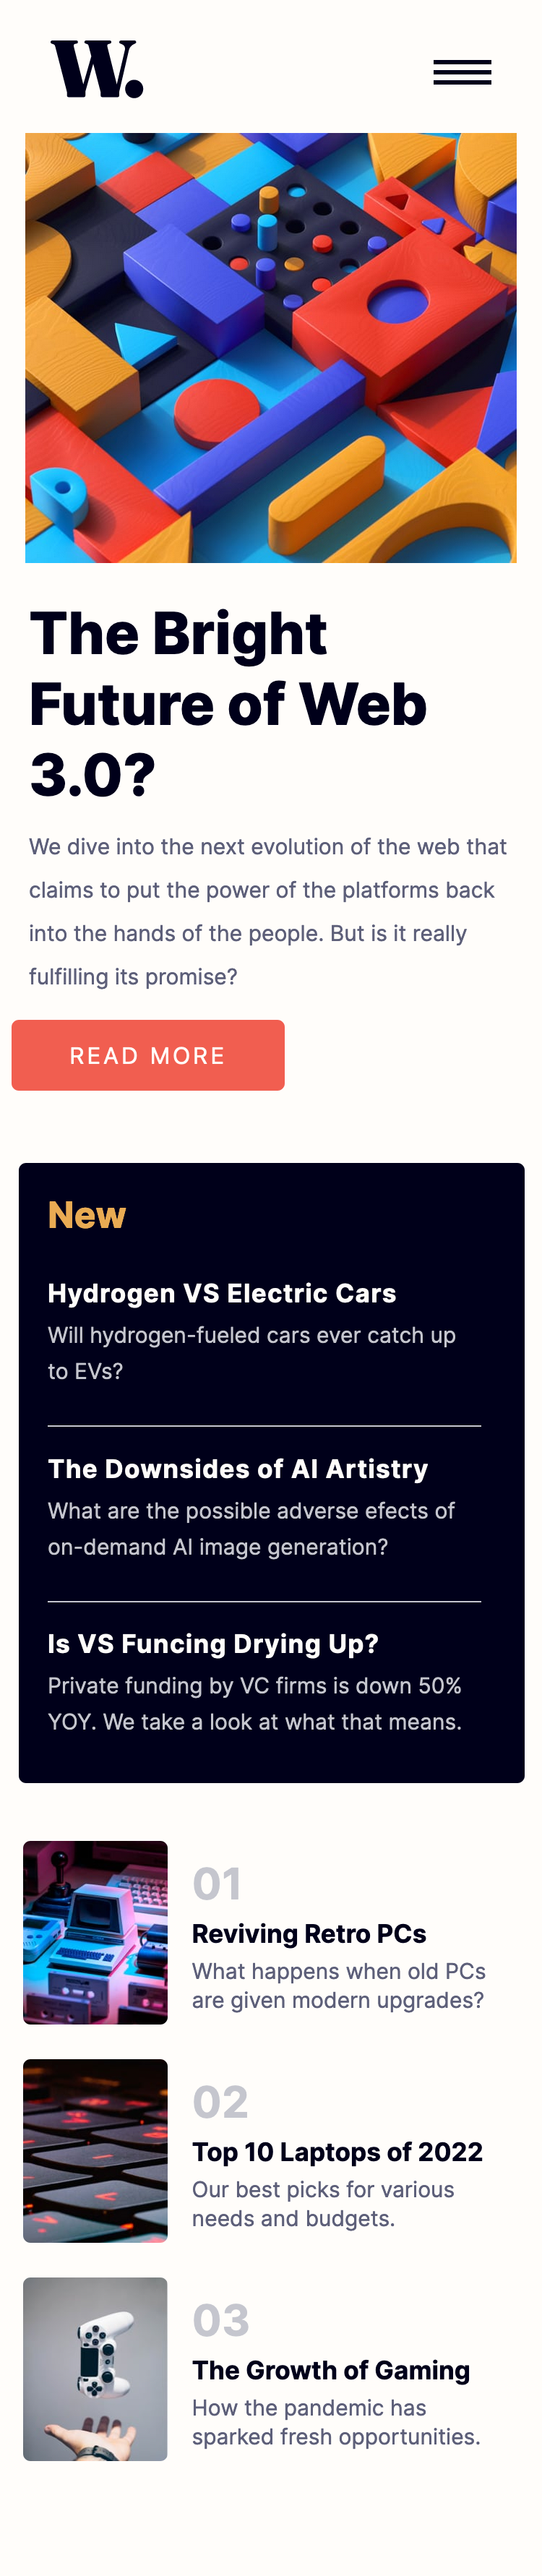 W.
The Bright
Future of Web
3.0?
We dive into the next evolution of the web that
claims to put the power of the platforms back
into the hands of the people. But is it really
fulfilling its promise?
READ MORE
New
Hydrogen VS Electric Cars
Will hydrogen-fueled cars ever catch up
to EVs?
The Downsides of AI Artistry
What are the possible adverse efects of
on-demand AI image generation?
Is VS Funcing Drying Up?
Private funding by VC firms is down 50%
YOY. We take a look at what that means.
01
Reviving Retro PCs
What happens when old PCs
are given modern upgrades?
02
Top 10 Laptops of 2022
Our best picks for various
needs and budgets.
03
The Growth of Gaming
How the pandemic has
sparked fresh opportunities.